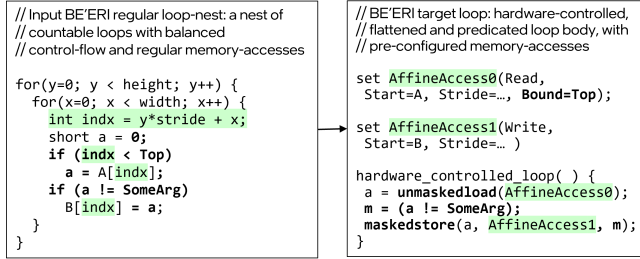 // Input BE'ERI regular loop-nest: a nest of
// countable loops with balanced
// control-flow and regular memory-accesses
for(y=0; y < height; y++) {
for(x=0; x < width; x++) {
int indx = y*stride + x;
short a = 0;
if (indx < Top)
a = A[indx];
if (a != SomeArg)
B[indx] = a;
}
}
// BE'ERI target loop: hardware-controlled,
// flattened and predicated loop body, with
// pre-configured memory-accesses
set AffineAccess0(Read,
Start=A, Stride=…, Bound=Top);
set AffineAccess1(Write,
Start=B, Stride=… )
hardware_controlled_loop( ) {
a = unmaskedload(AffineAccess0);
m = (a != SomeArg);
maskedstore(a, AffineAccess1, m);
}